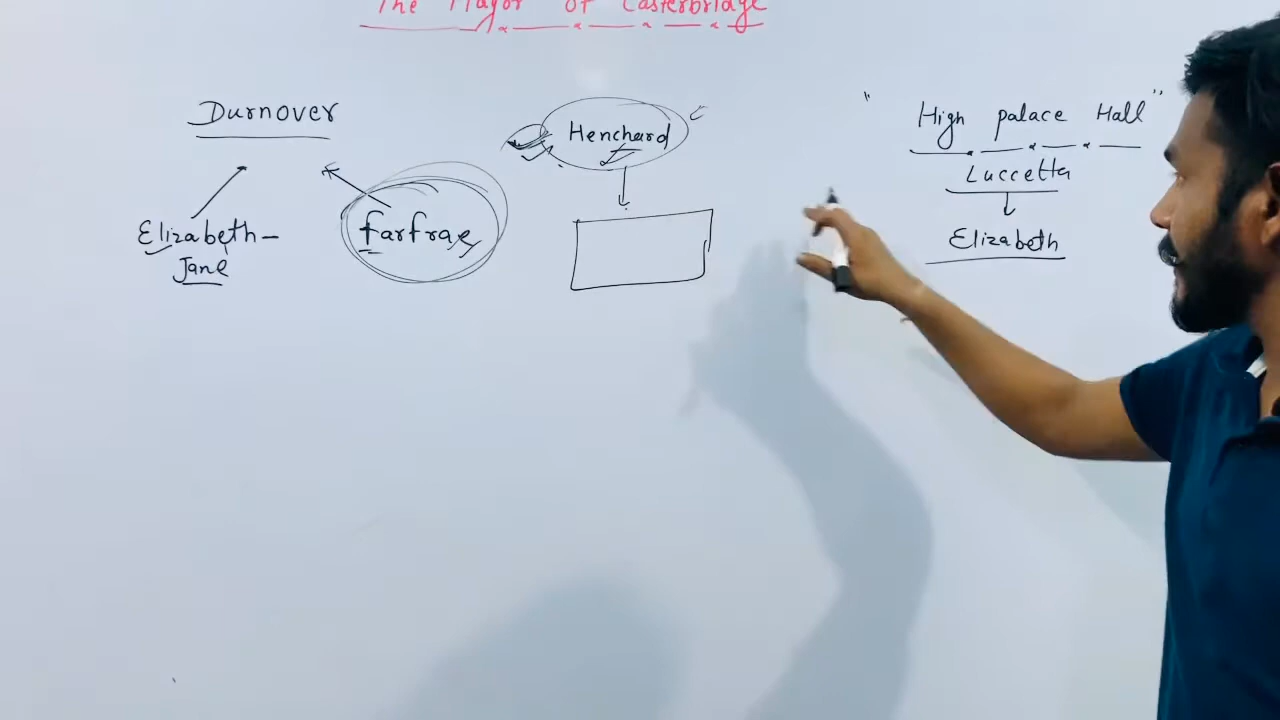 The Mayor Of Casterbridge
Durnover
Elizabeth-
Jane
Farfrae
Henchard
" High palace Hall "
Luccetta
Elizabeth